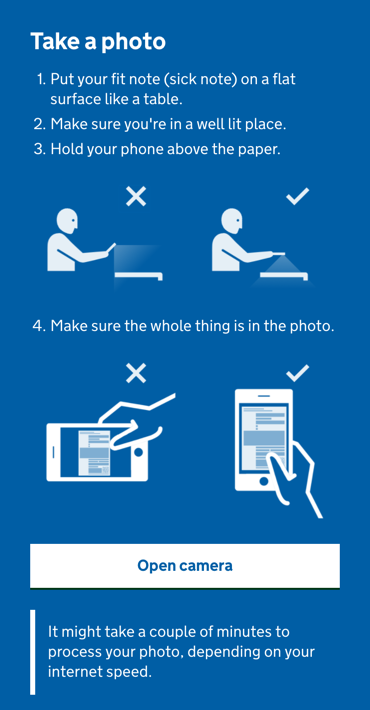 Take a photo
1. Put your fit note (sick note) on a flat
surface like a table.
2. Make sure you're in a well lit place.
3. Hold your phone above the paper.
4. Make sure the whole thing is in the photo.
Open camera
It might take a couple of minutes to
process your photo, depending on your
internet speed.